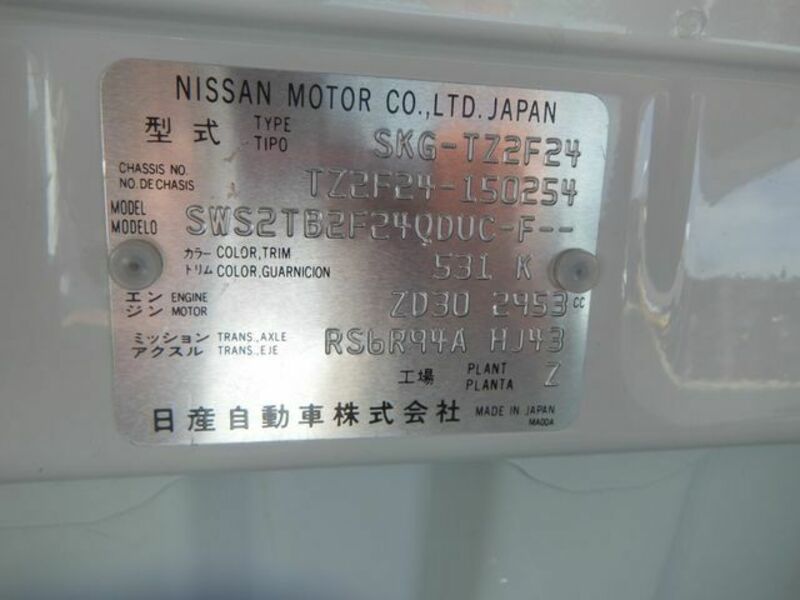 NISSAN MOTOR CO.,LTD. JAPAN
型式 TYPE TIPO SKG-TZ2F24
CHASSIS NO. NO. DE CHASIS TZ2F24-150254
MODEL MODELO SWS2TB2F24QDUC-F--
カラー COLOR,TRIM
トリム COLOR,GUARNICION 531 K
エンジン ENGINE MOTOR ZD30 2953cc
ミッション TRANS.,AXLE
アクスル TRANS.,EJE RS6R94A HJ43
工場 PLANT PLANTA Z
日産自動車株式会社 MADE IN JAPAN
MA00A